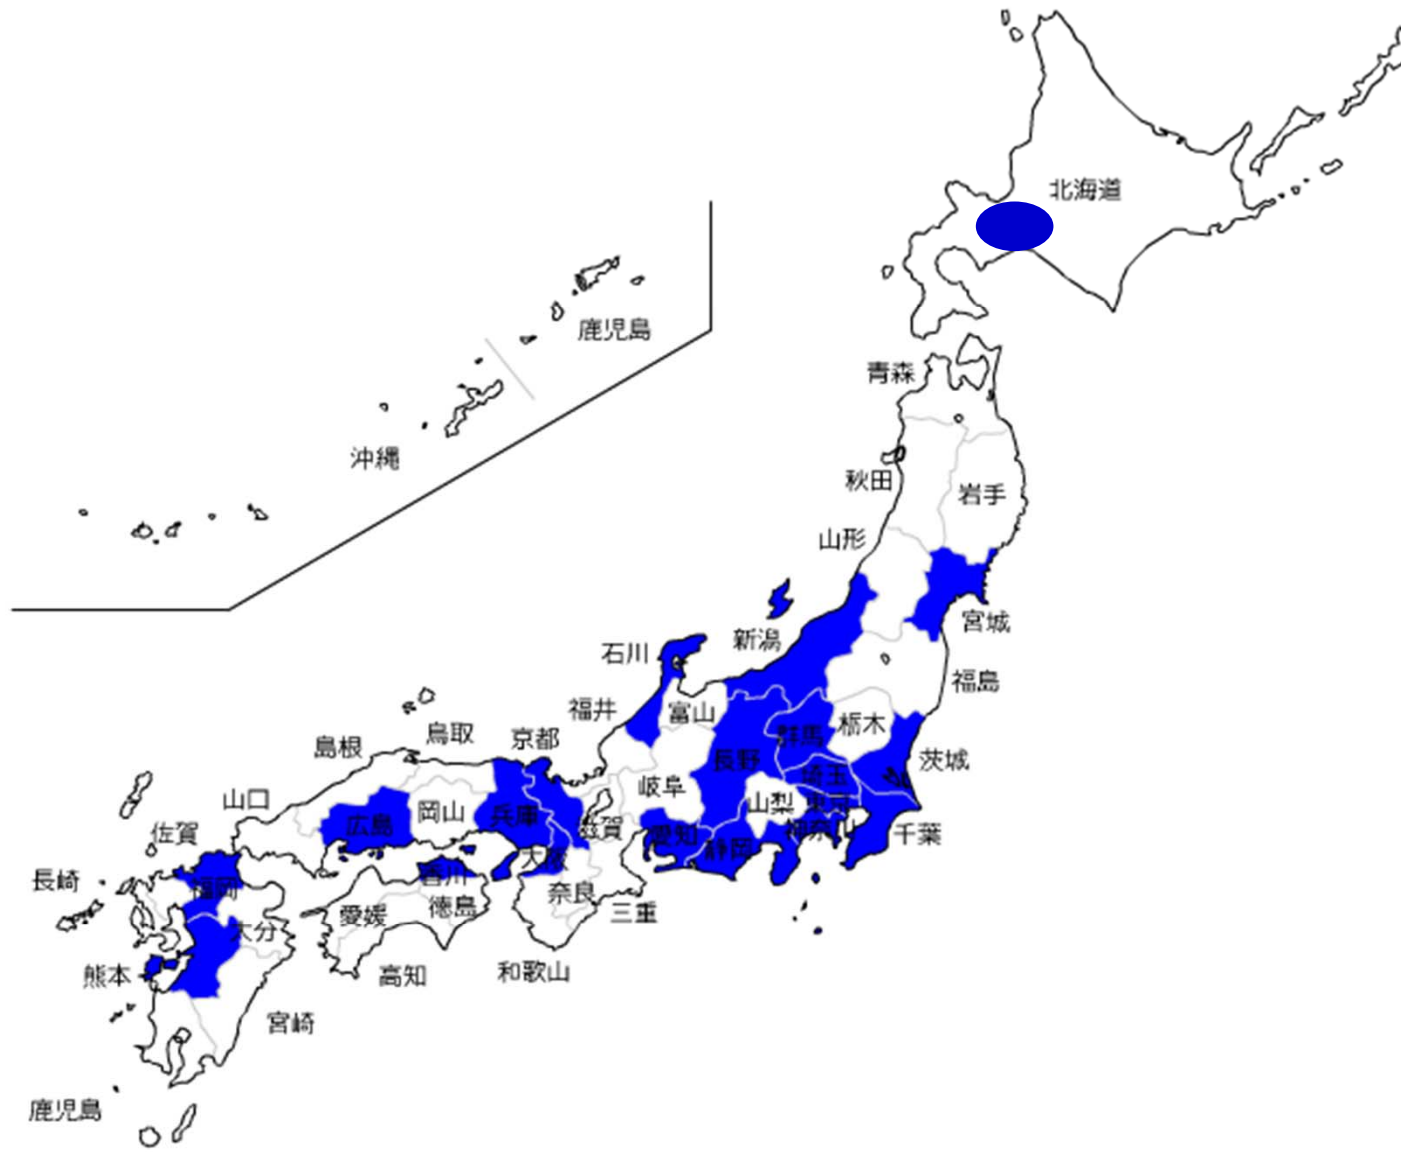 北海道
鹿児島
青森
沖縄
秋田
岩手
山形
宮城
新潟
石川
福島
福井
富山
栃木
鳥取
京都
群馬
島根
長野
茨城
埼玉
岐阜
山口
岡山
山梨
東京
兵庫
広島
滋賀
愛知
神奈川
佐賀
千葉
静岡
大阪
香川
長崎
福岡
奈良
徳島
三重
愛媛
大分
熊本
高知
和歌山
宮崎
鹿児島